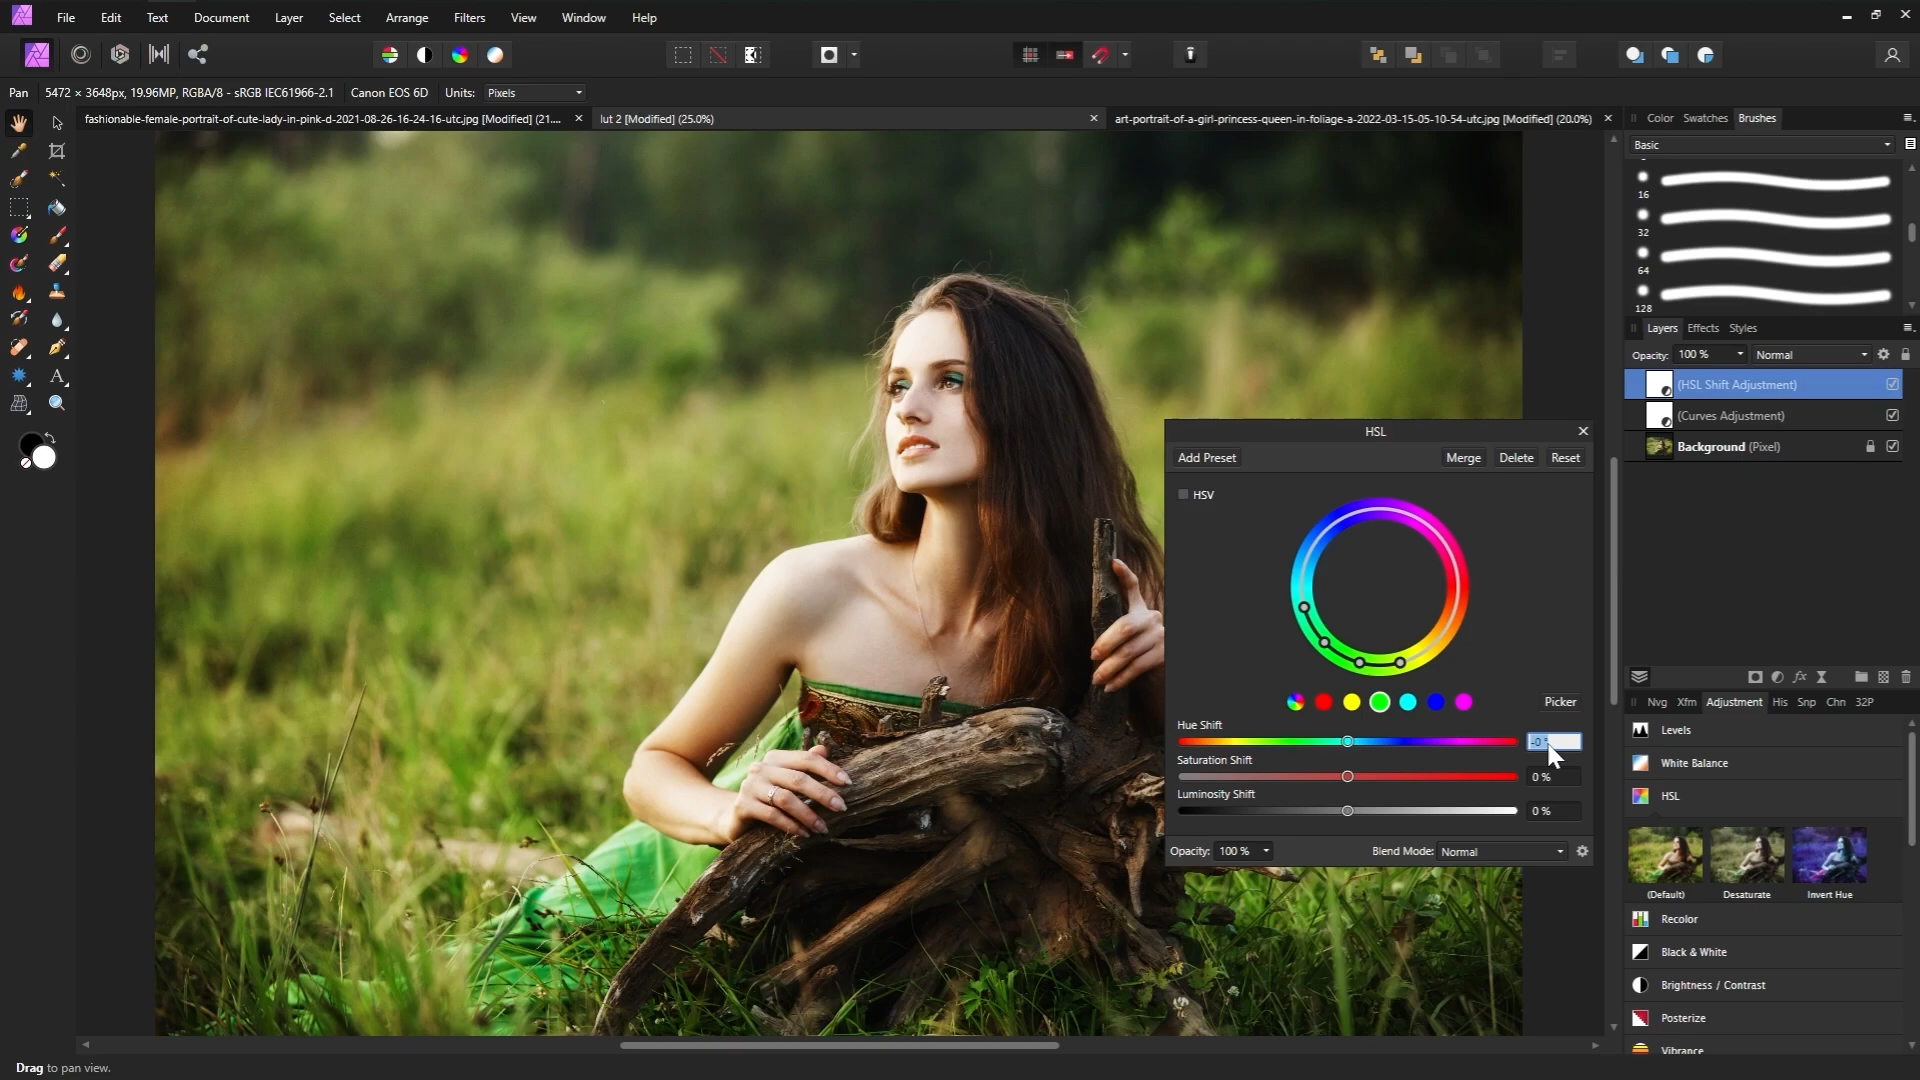 File Edit Text Document Layer Select Arrange Filters View Window Help
Pan 5472 × 3648px, 19.96MP, RGBA/8 - sRGB IEC61966-2.1 Canon EOS 6D Units: Pixels
fashionable-female-portrait-of-cute-lady-in-pink-d-2021-08-26-16-24-16-utc.jpg [Modified] (21.... lut 2 [Modified] (25.0%) art-portrait-of-a-girl-princess-queen-in-foliage-a-2022-03-15-05-10-54-utc.jpg [Modified] (20.0%)
Color Swatches Brushes
Basic
16
32
64
128
Layers Effects Styles
Opacity: 100 % Normal
(HSL Shift Adjustment)
(Curves Adjustment)
Background (Pixel)
HSL
Add Preset Merge Delete Reset
HSV
Picker
Hue Shift
-0 °
Saturation Shift
0 %
Luminosity Shift
0 %
Opacity: 100 % Blend Mode: Normal
Nvg Xfm Adjustment His Snp Chn 32P
Levels
White Balance
HSL
(Default) Desaturate Invert Hue
Recolor
Black & White
Brightness / Contrast
Posterize
Vibrance
Drag to pan view.